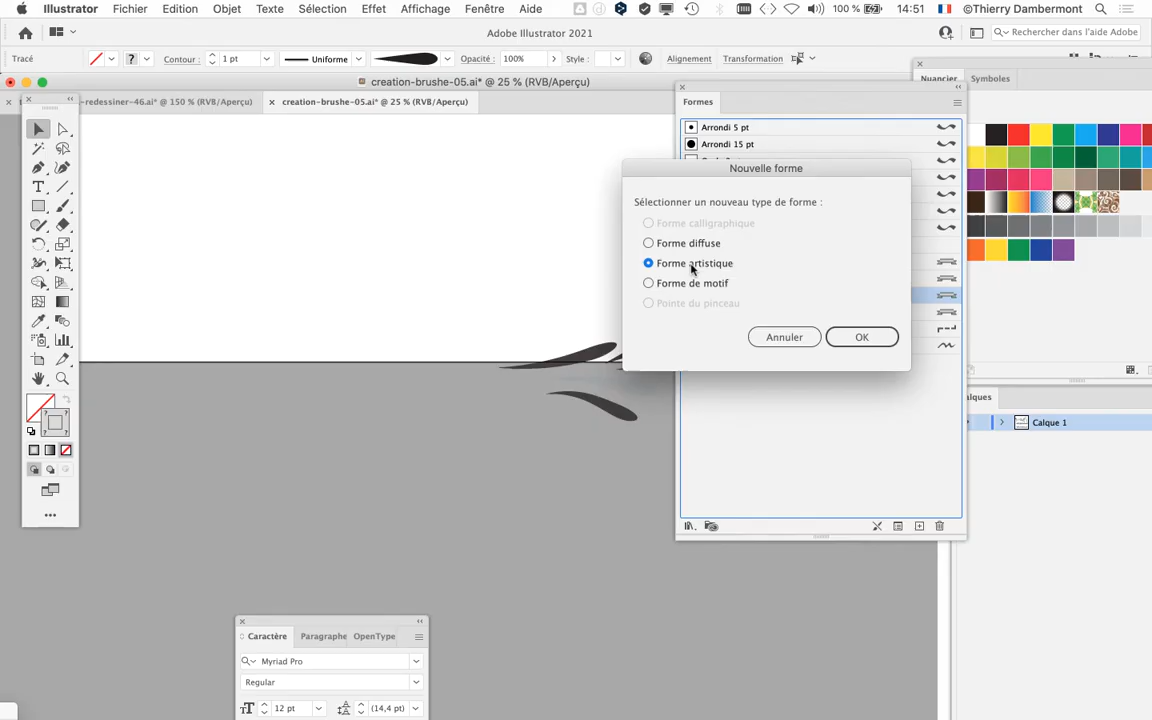 Illustrator Fichier Edition Objet Texte Sélection Effet Affichage Fenêtre Aide 100 % 14:51 ©Thierry Dambermont
Adobe Illustrator 2021 Rechercher dans l'aide Adobe
Tracé ? Contour : 1 pt Uniforme Opacité : 100% Style : Alignement Transformation
creation-brushe-05.ai* @ 25 % (RVB/Aperçu)
Nuancier Symboles
-redessiner-46.ai* @ 150 % (RVB/Aperçu) creation-brushe-05.ai* @ 25 % (RVB/Aperçu)
Formes
Arrondi 5 pt
Arrondi 15 pt
Nouvelle forme
Sélectionner un nouveau type de forme :
Forme calligraphique
Forme diffuse
Forme artistique
Forme de motif
Pointe du pinceau
Annuler OK
alques
Calque 1
Caractère Paragraphe OpenType
Myriad Pro
Regular
12 pt (14,4 pt)